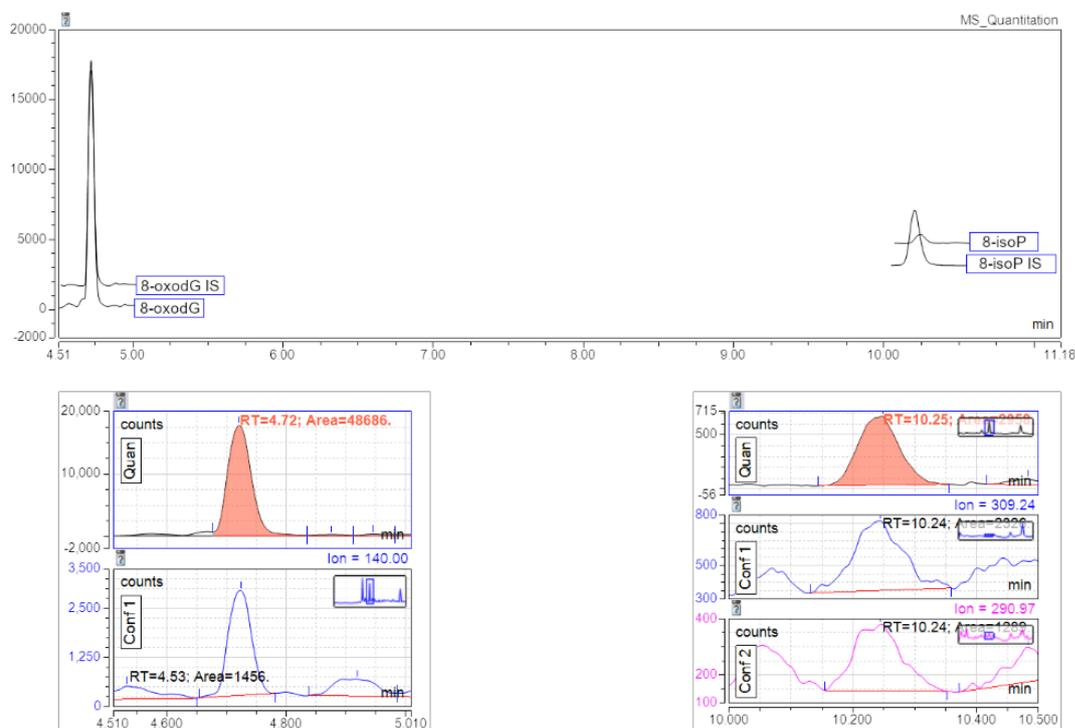 MS_Quantitation
20000
15000
10000
5000
0
-2000
8-oxodG IS
8-oxodG
8-isoP
8-isoP IS
min
4.51 5.00 6.00 7.00 8.00 9.00 10.00 11.18
20,000
10,000
-2,000
counts
Quan
RT=4.72; Area=48686.
min
Ion = 140.00
3,500
2,500
1,250
0
counts
Conf 1
RT=4.53; Area=1456.
min
4.510 4.600 4.800 5.010
715
500
-56
counts
Quan
RT=10.25;
min
Ion = 309.24
800
500
300
counts
Conf 1
RT=10.24;
min
Ion = 290.97
400
200
100
counts
Conf 2
RT=10.24;
min
10.000 10.200 10.400 10.500